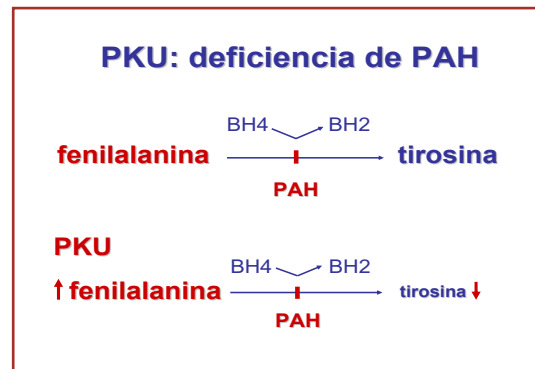 PKU: deficiencia de PAH
BH4 BH2
fenilalanina tirosina
PAH
PKU
BH4 BH2
fenilalanina tirosina
PAH